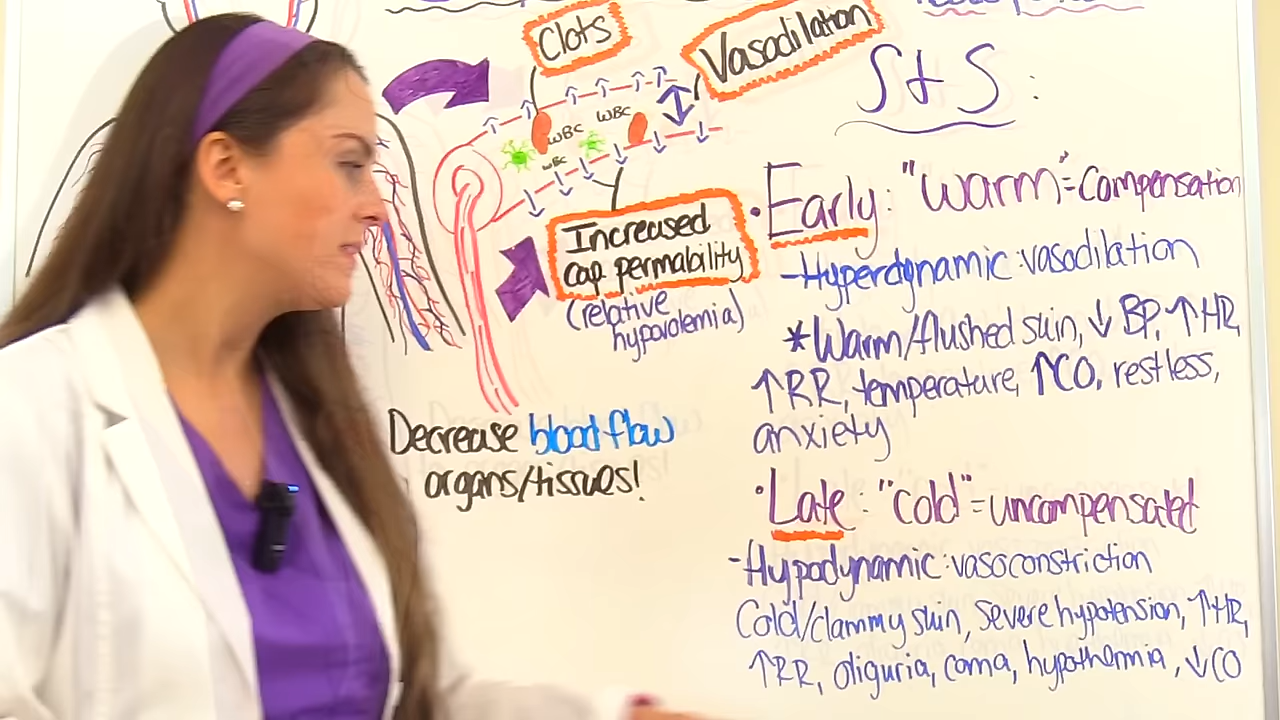 Clots
Vasodilation
WBC
WBC
WBC
Increased
cap permability
(relative
hypovolemia)
Decrease blood flow
organs/tissues!
S+S:
• Early: "warm" = compensation
- Hyperdynamic: vasodilation
*Warm/flushed skin, ↓ BP, ↑ HR,
↑RR, temperature, ↑CO, restless,
anxiety
• Late: "cold" = uncompensated
- Hypodynamic: vasoconstriction
Cold/clammy skin, severe hypotension, ↑HR,
↑RR, oliguria, coma, hypothermia, ↓CO